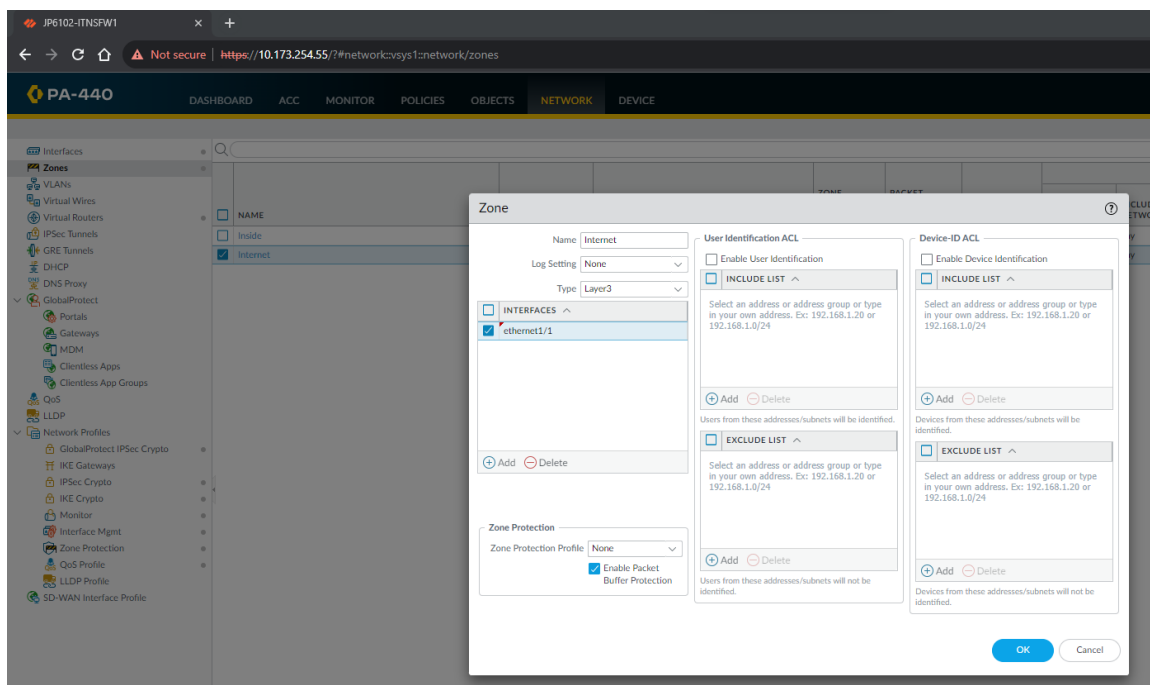 JP6102-ITNSFW1
Not secure | https://10.173.254.55/?#network::vsys1::network/zones
PA-440
DASHBOARD ACC MONITOR POLICIES OBJECTS NETWORK DEVICE
Interfaces
Zones
VLANs
Virtual Wires
Virtual Routers
IPSec Tunnels
GRE Tunnels
DHCP
DNS Proxy
GlobalProtect
Portals
Gateways
MDM
Clientless Apps
Clientless App Groups
QoS
LLDP
Network Profiles
GlobalProtect IPSec Crypto
IKE Gateways
IPSec Crypto
IKE Crypto
Monitor
Interface Mgmt
Zone Protection
QoS Profile
LLDP Profile
SD-WAN Interface Profile
NAME
Inside
Internet
Zone
Name Internet
Log Setting None
Type Layer3
INTERFACES
ethernet1/1
Add Delete
Zone Protection
Zone Protection Profile None
Enable Packet
Buffer Protection
User Identification ACL
Enable User Identification
INCLUDE LIST
Select an address or address group or type
in your own address. Ex: 192.168.1.20 or
192.168.1.0/24
Add Delete
Users from these addresses/subnets will be identified.
EXCLUDE LIST
Select an address or address group or type
in your own address. Ex: 192.168.1.20 or
192.168.1.0/24
Add Delete
Users from these addresses/subnets will not be
identified.
Device-ID ACL
Enable Device Identification
INCLUDE LIST
Select an address or address group or type
in your own address. Ex: 192.168.1.20 or
192.168.1.0/24
Add Delete
Devices from these addresses/subnets will be
identified.
EXCLUDE LIST
Select an address or address group or type
in your own address. Ex: 192.168.1.20 or
192.168.1.0/24
Add Delete
Devices from these addresses/subnets will not be
identified.
OK Cancel